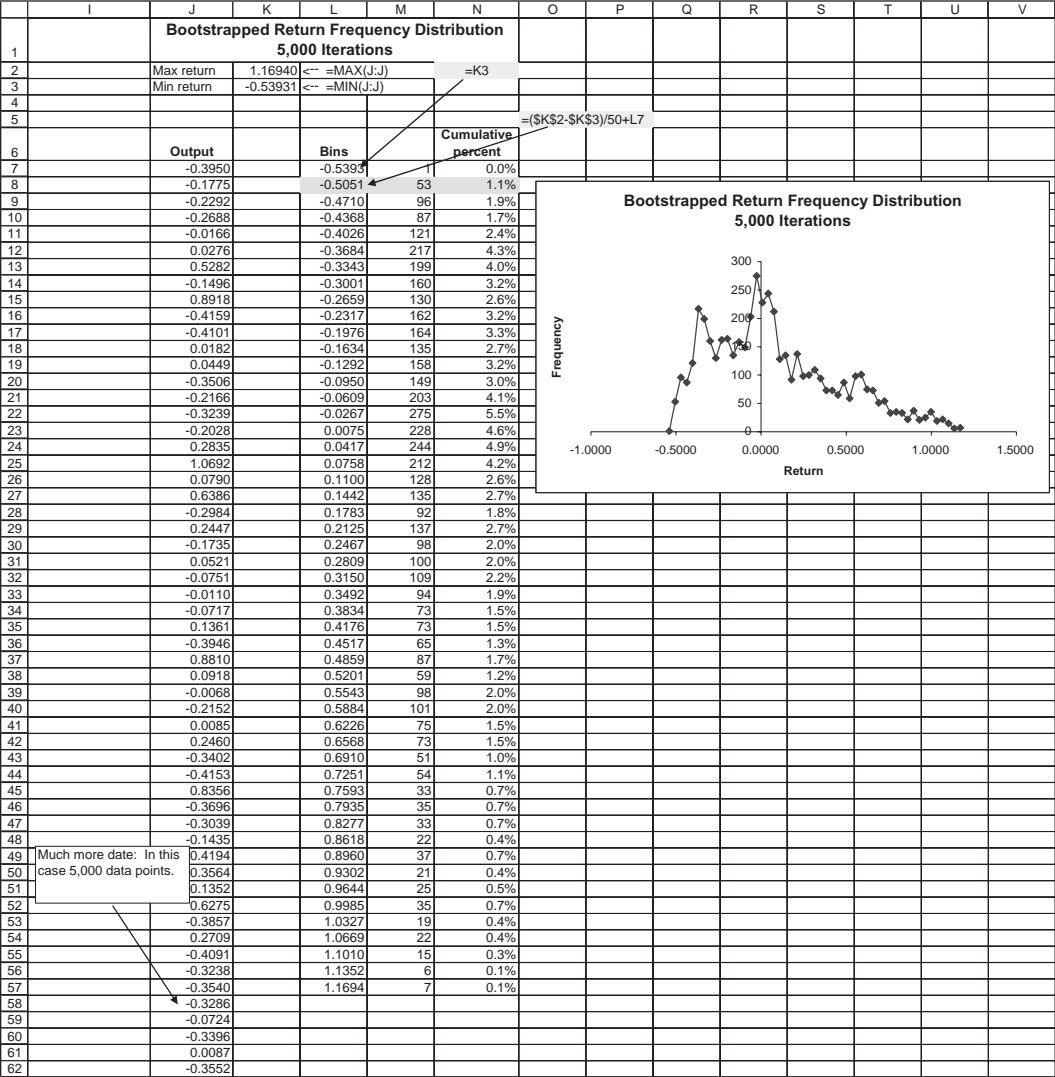 I J K L M N O P Q R S T U V
1 Bootstrapped Return Frequency Distribution
5,000 Iterations
2 Max return 1.16940 <-- =MAX(J:J) =K3
3 Min return -0.53931 <-- =MIN(J:J)
4
5 =($K$2-$K$3)/50+L7
6 Output Bins Cumulative percent
7 -0.3950 -0.5393 1 0.0%
8 -0.1775 -0.5051 53 1.1%
9 -0.2292 -0.4710 96 1.9%
10 -0.2688 -0.4368 87 1.7%
11 -0.0166 -0.4026 121 2.4%
12 0.0276 -0.3684 217 4.3%
13 0.5282 -0.3343 199 4.0%
14 -0.1496 -0.3001 160 3.2%
15 0.8918 -0.2659 130 2.6%
16 -0.4159 -0.2317 162 3.2%
17 -0.4101 -0.1976 164 3.3%
18 0.0182 -0.1634 135 2.7%
19 0.0449 -0.1292 158 3.2%
20 -0.3506 -0.0950 149 3.0%
21 -0.2166 -0.0609 203 4.1%
22 -0.3239 -0.0267 275 5.5%
23 -0.2028 0.0075 228 4.6%
24 0.2835 0.0417 244 4.9%
25 1.0692 0.0758 212 4.2%
26 0.0790 0.1100 128 2.6%
27 0.6386 0.1442 135 2.7%
28 -0.2984 0.1783 92 1.8%
29 0.2447 0.2125 137 2.7%
30 -0.1735 0.2467 98 2.0%
31 0.0521 0.2809 100 2.0%
32 -0.0751 0.3150 109 2.2%
33 -0.0110 0.3492 94 1.9%
34 -0.0717 0.3834 73 1.5%
35 0.1361 0.4176 73 1.5%
36 -0.3946 0.4517 65 1.3%
37 0.8810 0.4859 87 1.7%
38 0.0918 0.5201 59 1.2%
39 -0.0068 0.5543 98 2.0%
40 -0.2152 0.5884 101 2.0%
41 0.0085 0.6226 75 1.5%
42 0.2460 0.6568 73 1.5%
43 -0.3402 0.6910 51 1.0%
44 -0.4153 0.7251 54 1.1%
45 0.8356 0.7593 33 0.7%
46 -0.3696 0.7935 35 0.7%
47 -0.3039 0.8277 33 0.7%
48 -0.1435 0.8618 22 0.4%
49 0.4194 0.8960 37 0.7%
50 0.3564 0.9302 21 0.4%
51 0.1352 0.9644 25 0.5%
52 0.6275 0.9985 35 0.7%
53 -0.3857 1.0327 19 0.4%
54 0.2709 1.0669 22 0.4%
55 -0.4091 1.1010 15 0.3%
56 -0.3238 1.1352 6 0.1%
57 -0.3540 1.1694 7 0.1%
58 -0.3286
59 -0.0724
60 -0.3396
61 0.0087
62 -0.3552
Much more date: In this
case 5,000 data points.
Bootstrapped Return Frequency Distribution
5,000 Iterations
300
250
200
150
100
50
0
Frequency
-1.0000 -0.5000 0.0000 0.5000 1.0000 1.5000
Return